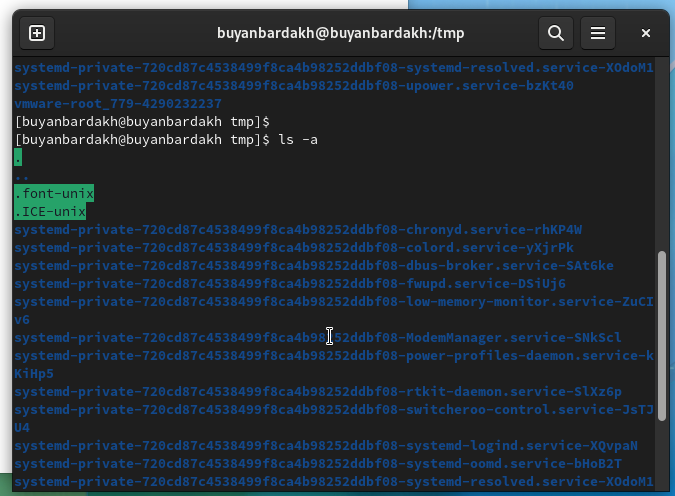 buyanbardakh@buyanbardakh:/tmp
systemd-private-720cd87c4538499f8ca4b98252ddbf08-systemd-resolved.service-XOdoM1
systemd-private-720cd87c4538499f8ca4b98252ddbf08-upower.service-bzKt40
vmware-root_779-4290232237
[buyanbardakh@buyanbardakh tmp]$
[buyanbardakh@buyanbardakh tmp]$ ls -a
.
..
.font-unix
.ICE-unix
systemd-private-720cd87c4538499f8ca4b98252ddbf08-chronyd.service-rhKP4W
systemd-private-720cd87c4538499f8ca4b98252ddbf08-colord.service-yXjrPk
systemd-private-720cd87c4538499f8ca4b98252ddbf08-dbus-broker.service-SAt6ke
systemd-private-720cd87c4538499f8ca4b98252ddbf08-fwupd.service-DSiUj6
systemd-private-720cd87c4538499f8ca4b98252ddbf08-low-memory-monitor.service-ZuCI
v6
systemd-private-720cd87c4538499f8ca4b98252ddbf08-ModemManager.service-SNkScl
systemd-private-720cd87c4538499f8ca4b98252ddbf08-power-profiles-daemon.service-k
KiHp5
systemd-private-720cd87c4538499f8ca4b98252ddbf08-rtkit-daemon.service-SlXz6p
systemd-private-720cd87c4538499f8ca4b98252ddbf08-switcheroo-control.service-JsTJ
U4
systemd-private-720cd87c4538499f8ca4b98252ddbf08-systemd-logind.service-XQvpaN
systemd-private-720cd87c4538499f8ca4b98252ddbf08-systemd-oomd.service-bHoB2T
systemd-private-720cd87c4538499f8ca4b98252ddbf08-systemd-resolved.service-XOdoM1